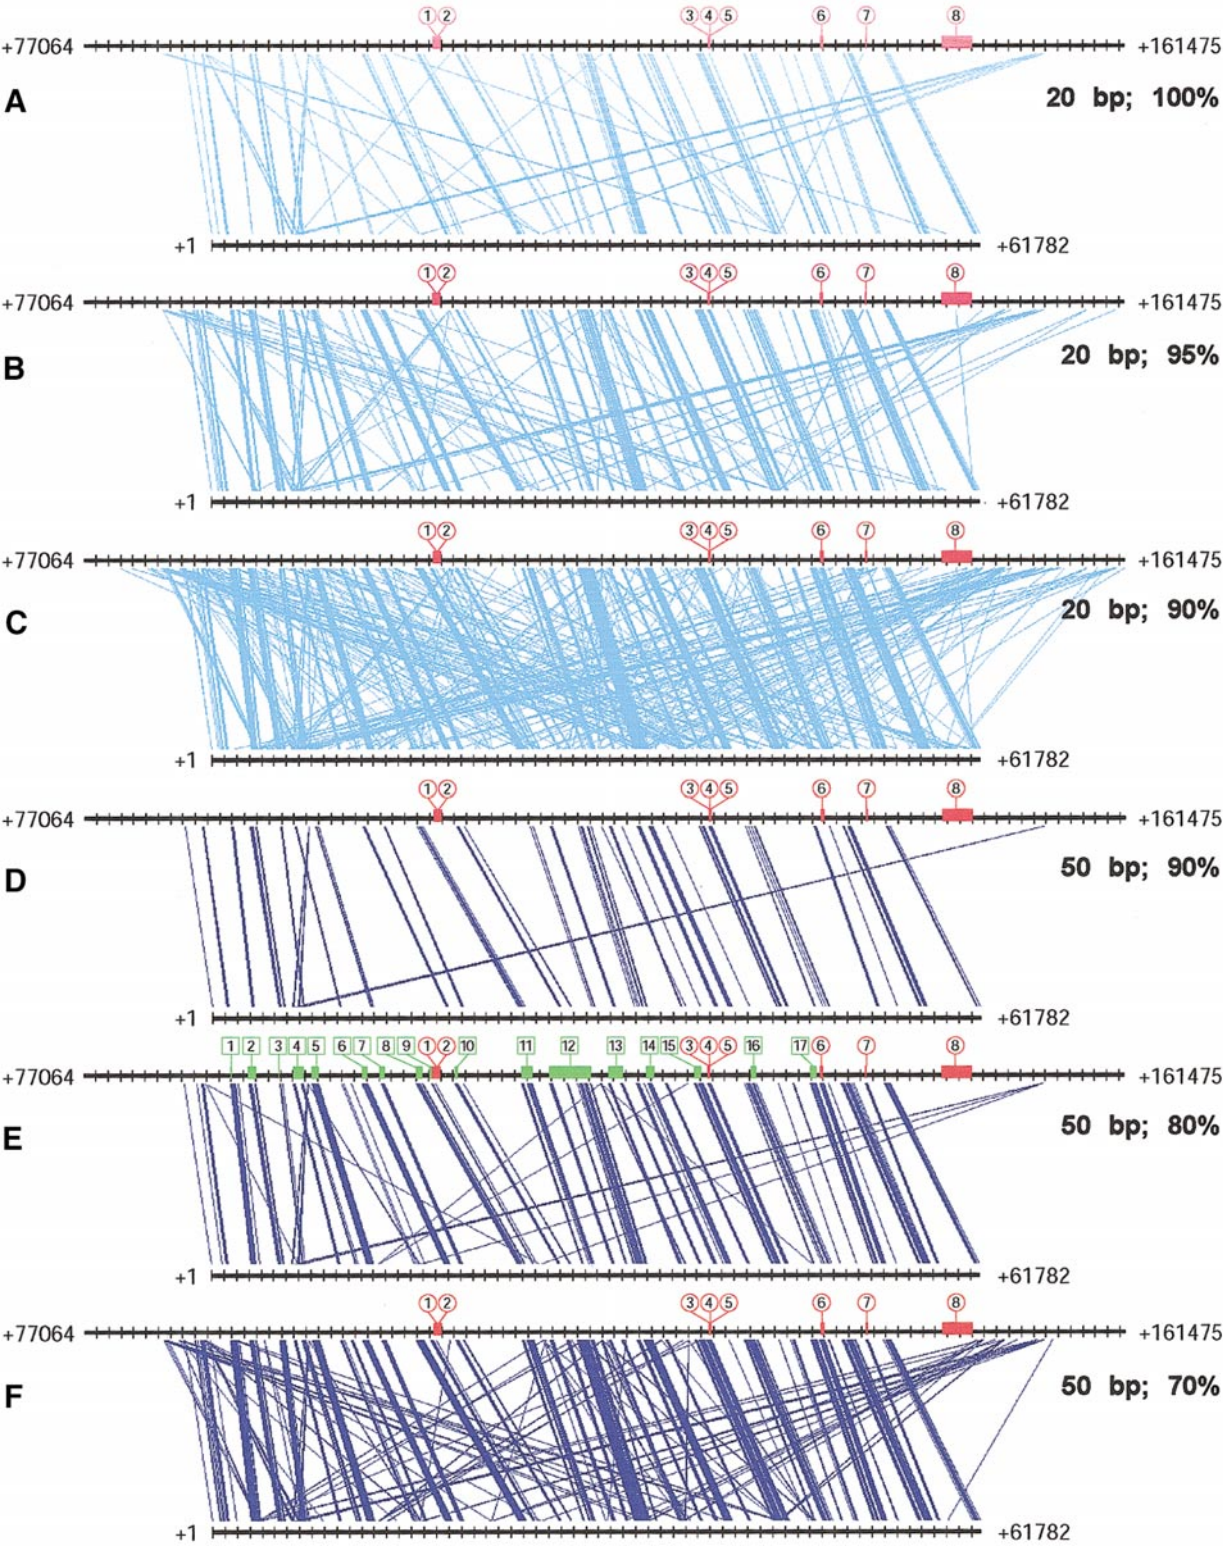 1 2 3 4 5 6 7 8
+77064 +161475
A 20 bp; 100%
+1 +61782
1 2 3 4 5 6 7 8
+77064 +161475
B 20 bp; 95%
+1 +61782
1 2 3 4 5 6 7 8
+77064 +161475
C 20 bp; 90%
+1 +61782
1 2 3 4 5 6 7 8
+77064 +161475
D 50 bp; 90%
+1 +61782
1 2 3 4 5 6 7 8 9 1 2 10 11 12 13 14 15 3 4 5 16 17 6 7 8
+77064 +161475
E 50 bp; 80%
+1 +61782
1 2 3 4 5 6 7 8
+77064 +161475
F 50 bp; 70%
+1 +61782